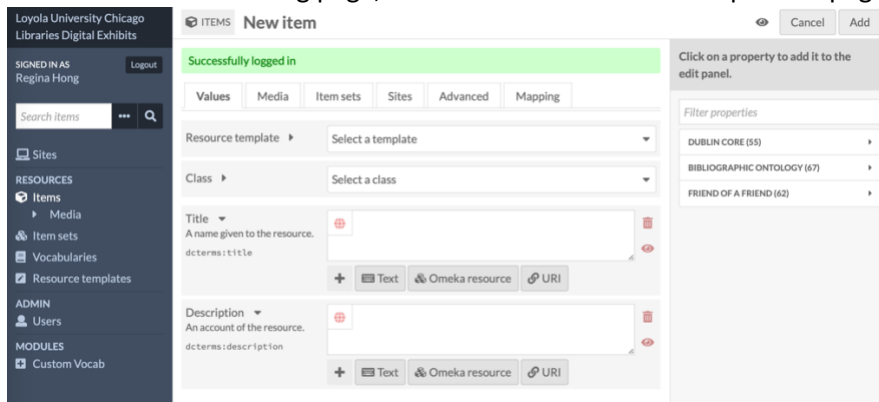 Loyola University Chicago
Libraries Digital Exhibits
SIGNED IN AS
Regina Hong
Logout
Search items
Sites
RESOURCES
Items
Media
Item sets
Vocabularies
Resource templates
ADMIN
Users
MODULES
Custom Vocab
ITEMS New item
Cancel Add
Successfully logged in
Values Media Item sets Sites Advanced Mapping
Resource template Select a template
Class Select a class
Title
A name given to the resource.
dcterms:title
Text Omeka resource URI
Description
An account of the resource.
dcterms:description
Text Omeka resource URI
Click on a property to add it to the
edit panel.
Filter properties
DUBLIN CORE (55)
BIBLIOGRAPHIC ONTOLOGY (67)
FRIEND OF A FRIEND (62)